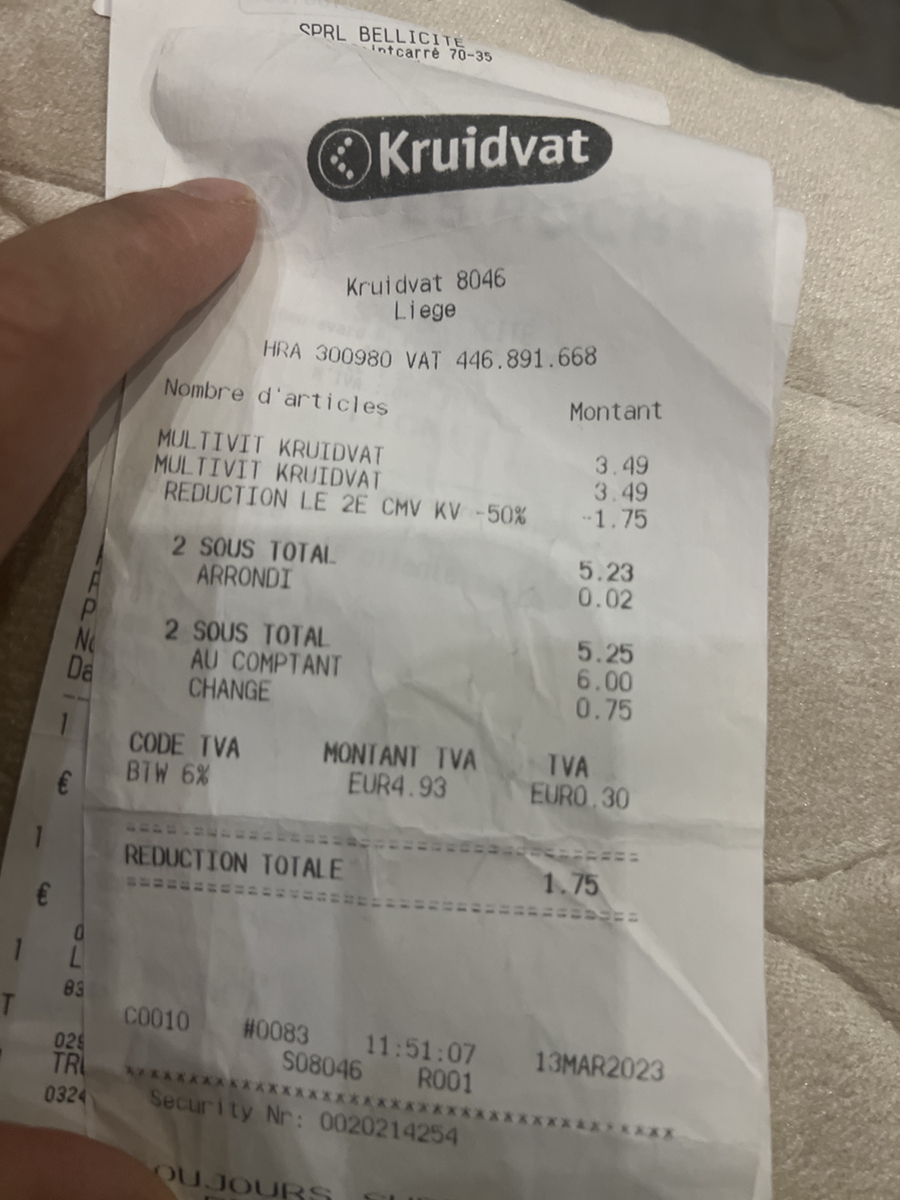 SPRL BELLICITE
intcarré 70-35
Kruidvat
Kruidvat 8046
Liege
HRA 300980 VAT 446.891.668
Nombre d'articles Montant
MULTIVIT KRUIDVAT 3.49
MULTIVIT KRUIDVAT 3.49
REDUCTION LE 2E CMV KV -50% -1.75
2 SOUS TOTAL 5.23
ARRONDI 0.02
2 SOUS TOTAL 5.25
AU COMPTANT 6.00
CHANGE 0.75
CODE TVA MONTANT TVA TVA
BTW 6% EUR4.93 EUR0.30
REDUCTION TOTALE 1.75
C0010 #0083 11:51:07 13MAR2023
S08046 R001
Security Nr: 0020214254
OUJOURS